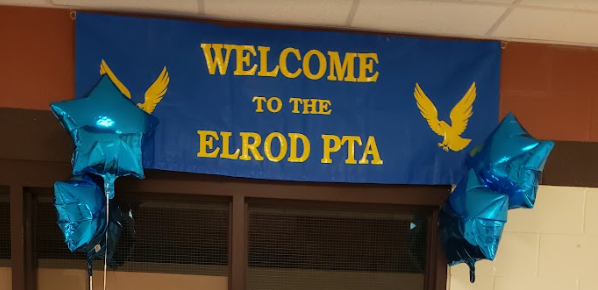 WELCOME
TO THE
ELROD PTA